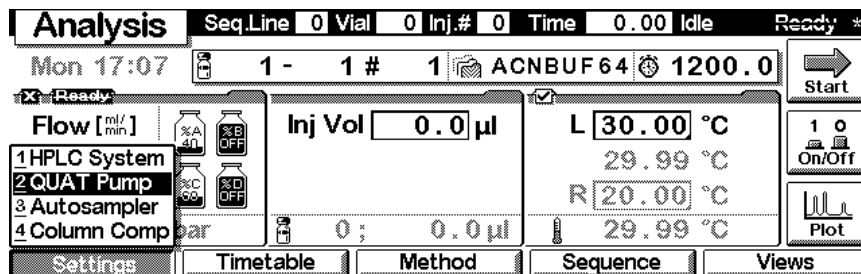 Analysis Seq.Line 0 Vial 0 Inj.# 0 Time 0.00 Idle Ready *
Mon 17:07 1 - 1 # 1 ACNBUF64 1200.0 Start
Ready
Flow [ml/min] %A 40 %B OFF Inj Vol 0.0 µl L 30.00 °C 1 0
On/Off
1 HPLC System 29.99 °C
2 QUAT Pump %C 60 %D OFF R 20.00 °C
3 Autosampler
4 Column Comp bar 0; 0.0 µl 29.99 °C Plot
Settings Timetable Method Sequence Views